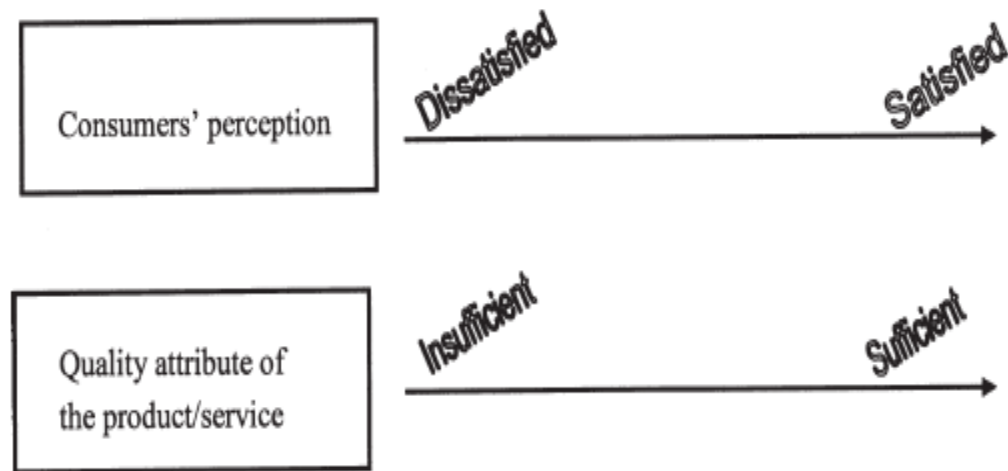 Dissatisfied
Satisfied
Consumers’ perception
Insufficient
Sufficient
Quality attribute of
the product/service